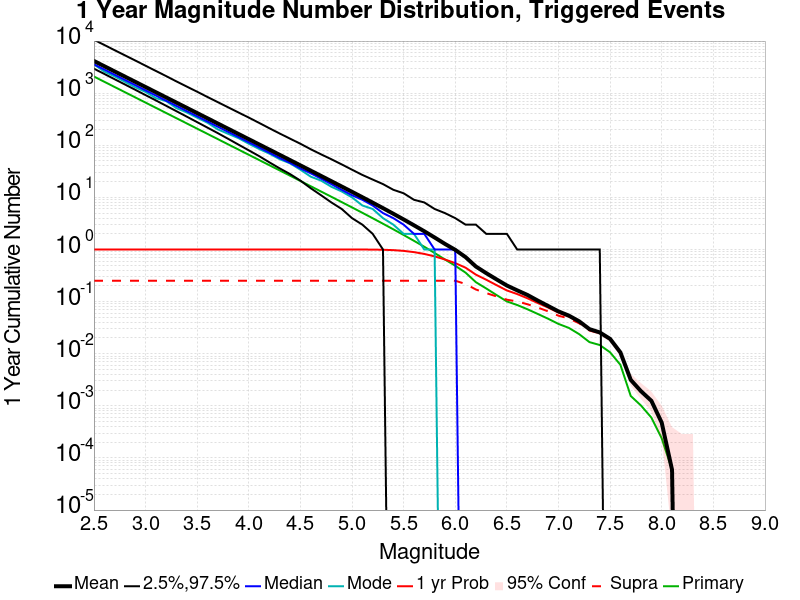 1 Year Magnitude Number Distribution, Triggered Events
1 Year Cumulative Number
10^4
10^3
10^2
10^1
10^0
10^-1
10^-2
10^-3
10^-4
10^-5
2.5 3.0 3.5 4.0 4.5 5.0 5.5 6.0 6.5 7.0 7.5 8.0 8.5 9.0
Magnitude
Mean 2.5%,97.5% Median Mode 1 yr Prob 95% Conf Supra Primary